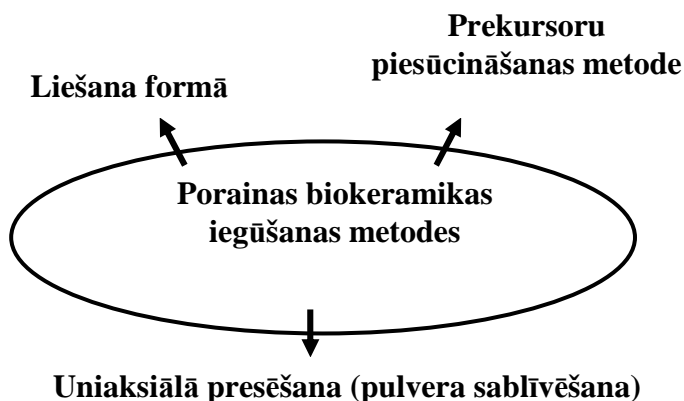 Prekursoru
piesūcināšanas metode
Liešana formā
Porainas biokeramikas
iegūšanas metodes
Uniaksiālā presēšana (pulvera sablīvēšana)